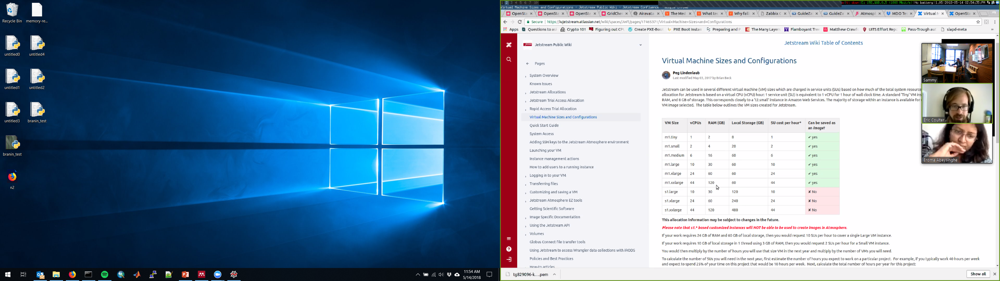 Recycle Bin
memory-re...
untitled0
untitled4
untitled1
untitled2
untitled3
branin_test
branin_test
n2
11:54 AM
5/14/2018
1 2 3 4 5 6 7 10
E: 192.168.0.5 (1000 Mbit/s)|No battery|1.05|2018-05-14 02:54:35PM
Virtual Machine Sizes and Configurations - Jetstream Public Wiki - Jetstream Confluence - Google Chrome
OpenSta
OpenSta
OpenSta
GridChe
Airavata
The Med
What tec
Why falli
Zabbix
GuideZa
GuideZa
Atmospl
MDO Te
Virtual M
OpenSta
Secure
https://iujetstream.atlassian.net/wiki/spaces/JWT/pages/17465371/Virtual+Machine+Sizes+and+Configurations
Apps
Questions to as
Crypto 101
Figuring out CPU
Create PXE-Boot
PXE Boot Instan
Preparing and P
The Many Layers
Flamboyant Tree
Matthew Crawfo
UITS Effort Rep
Pass-Trough aut
slapd-meta
Jetstream Public Wiki
Pages
System Overview
Known Issues
Jetstream Allocations
Jetstream Trial Access Allocation
Rapid Access Trial Allocation
Virtual Machine Sizes and Configurations
Quick Start Guide
System Access
Adding SSH keys to the Jetstream Atmosphere environment
Launching your VM
Instance management actions
How to add users to a running instance
Logging in to your VM
Transferring files
Customizing and saving a VM
Jetstream Atmosphere EZ tools
Getting Scientific Software
Image Specific Documentation
Using the Jetstream API
Volumes
Globus Connect file transfer tools
Using Jetstream to access Wrangler data collections with iRODS
Policies and Best Practices
How-to articles
Jetstream Wiki Table of Contents
Virtual Machine Sizes and Configurations
Peg Lindenlaub
Last modified May 03, 2017 by Brian Beck
Jetstream can be used in several different virtual machine (VM) sizes which are charged in service units (SUs) based on how much of the total system resource
allocation for Jetstream is based on a virtual CPU (vCPU) hour: 1 service unit (SU) is equivalent to 1 vCPU for 1 hour of wall clock time. A standard 'Tiny' VM ins
RAM, and 8 GB of storage. This corresponds closely to a 't2.small' instance in Amazon Web Services. The majority of storage within an instance is available for
VM image selected. The table below outlines the VM sizes created for Jetstream.
VM Size vCPUs RAM (GB) Local Storage (GB) SU cost per hour* Can be saved as an image?
m1.tiny 1 2 8 1 ✔ yes
m1.small 2 4 20 2 ✔ yes
m1.medium 6 16 60 6 ✔ yes
m1.large 10 30 60 10 ✔ yes
m1.xlarge 24 60 60 24 ✔ yes
m1.xxlarge 44 120 60 44 ✔ yes
s1.large 10 30 120 10 ✘ No
s1.xlarge 24 60 240 24 ✘ No
s1.xxlarge 44 120 480 44 ✘ No
This allocation information may be subject to changes in the future.
Please note that s1.* based customized instances will NOT be able to be used to create images in Atmosphere.
If your work requires 24 GB of RAM and 60 GB of local storage, then you would request 10 SUs per hour to cover a single Large VM instance.
If your work requires 10 GB of local storage in 1 thread using 3 GB of RAM, then you would request 2 SUs per hour for a Small VM instance.
You would then multiply by the number of hours you will use that size VM in the next year and multiply by the number of VMs you will need.
To calculate the number of SUs you will need in the next year, first estimate the number of hours you expect to work on a particular project. For example, if you typically work 40 hours per week
and expect to spend 25% of your time on this project that would be 10 hours per week. Next, calculate the total number of hours per year for this project:
Sammy
Eric Coulter
Eroma Abeysinghe
tg829096-k....pem
Show all